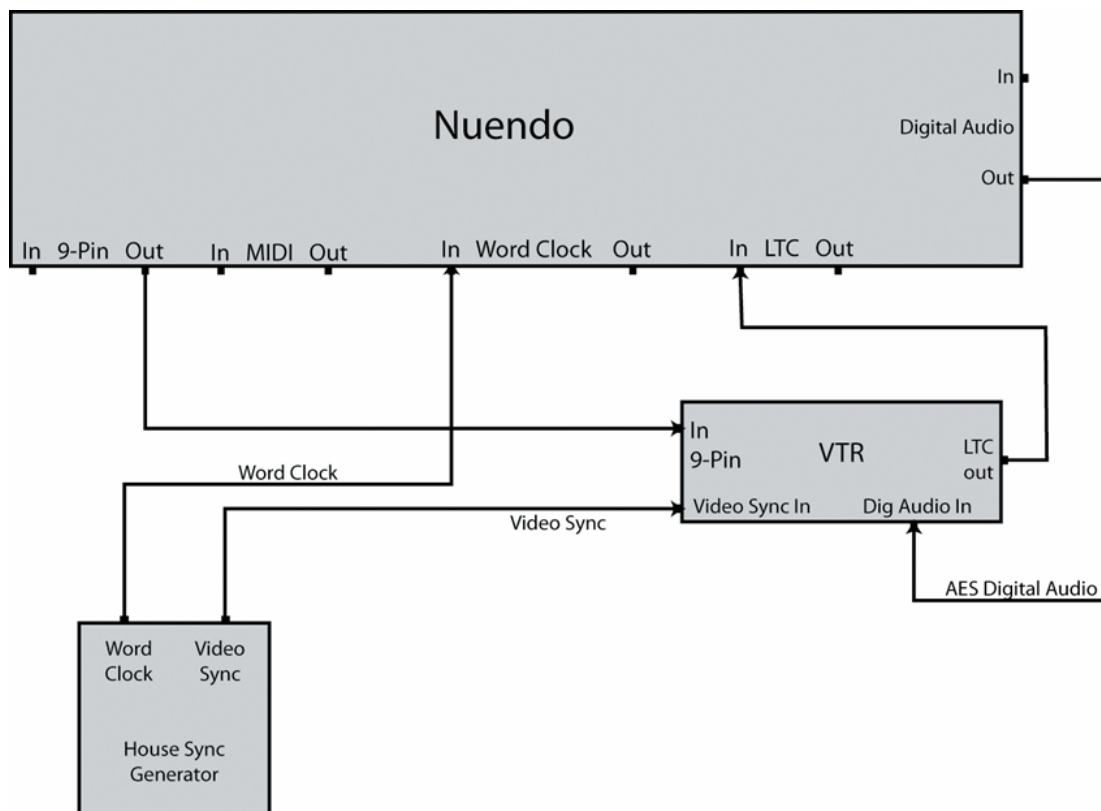 In
Nuendo
Digital Audio
Out
In 9-Pin Out In MIDI Out In Word Clock Out In LTC Out
In
9-Pin
VTR
LTC
out
Word Clock
Video Sync In
Dig Audio In
Video Sync
AES Digital Audio
Word
Clock
Video
Sync
House Sync
Generator